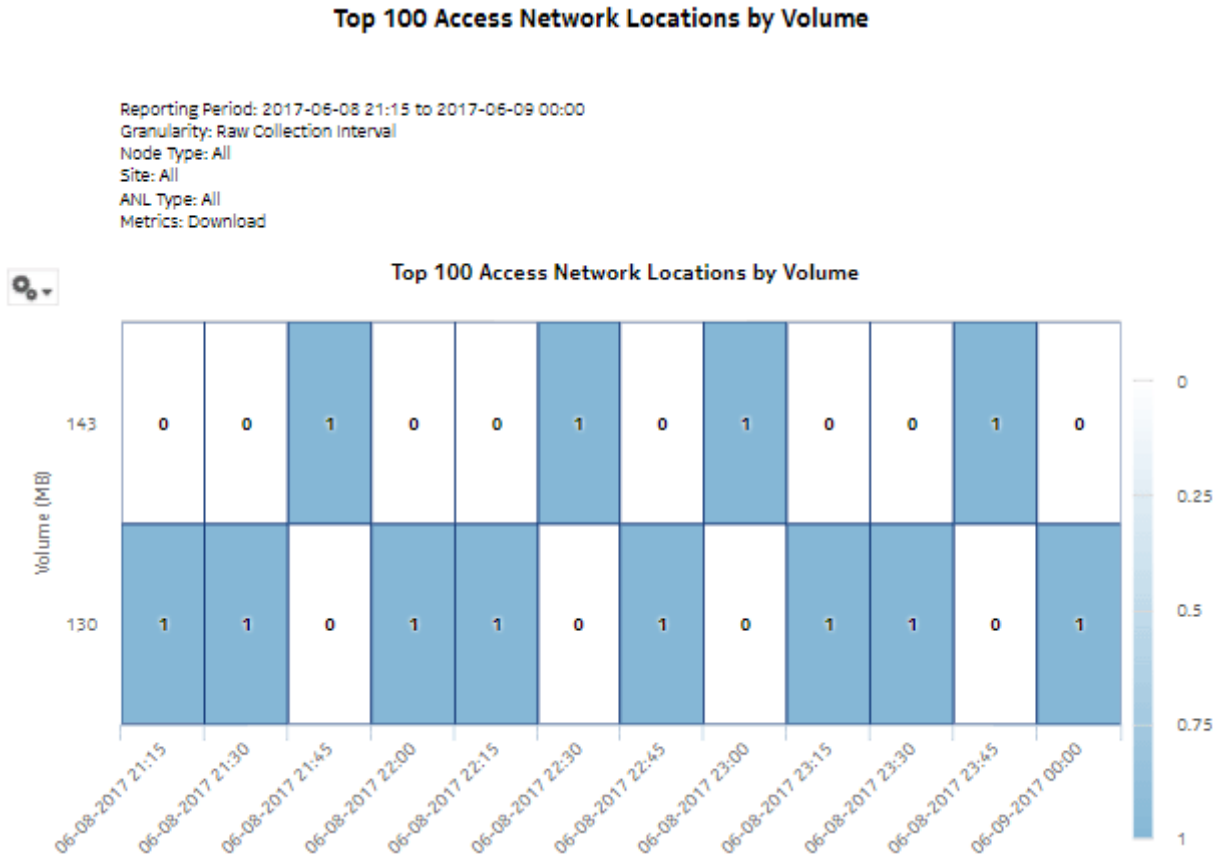 Top 100 Access Network Locations by Volume
Reporting Period: 2017-06-08 21:15 to 2017-06-09 00:00
Granularity: Raw Collection Interval
Node Type: All
Site: All
ANL Type: All
Metrics: Download
Top 100 Access Network Locations by Volume
143 0 0 1 0 0 1 0 1 0 0 1 0
Volume (MB)
130 1 1 0 1 1 0 1 0 1 1 0 1
06-08-2017 21:15 06-08-2017 21:30 06-08-2017 21:45 06-08-2017 22:00 06-08-2017 22:15 06-08-2017 22:30 06-08-2017 22:45 06-08-2017 23:00 06-08-2017 23:15 06-08-2017 23:30 06-08-2017 23:45 06-09-2017 00:00
0
0.25
0.5
0.75
1